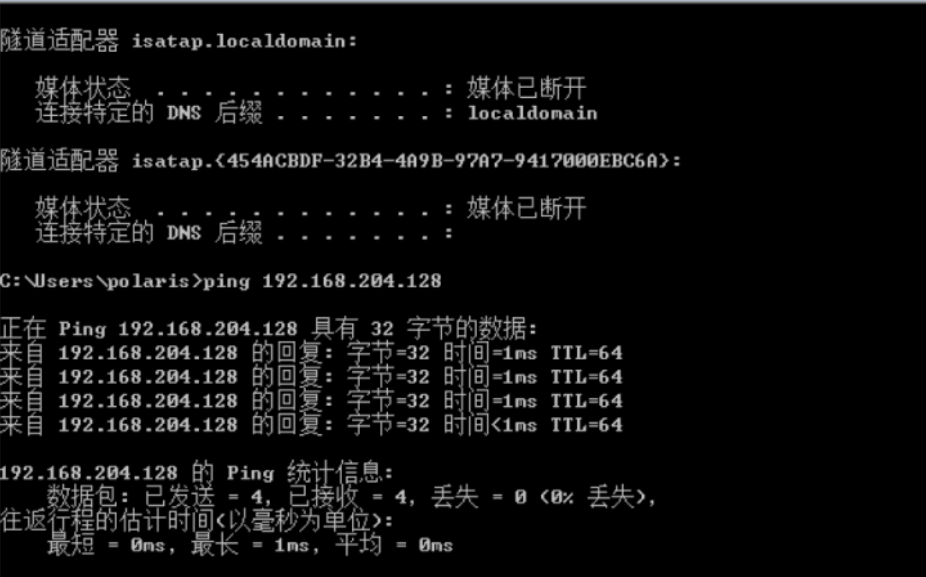 隧道适配器 isatap.localdomain:
媒体状态 . . . . . . . . . . . . : 媒体已断开
连接特定的 DNS 后缀 . . . . . . . : localdomain
隧道适配器 isatap.{454ACBDF-32B4-4A9B-97A7-9417000EBC6A}:
媒体状态 . . . . . . . . . . . . : 媒体已断开
连接特定的 DNS 后缀 . . . . . . . :
C:\Users\polaris>ping 192.168.204.128
正在 Ping 192.168.204.128 具有 32 字节的数据:
来自 192.168.204.128 的回复: 字节=32 时间=1ms TTL=64
来自 192.168.204.128 的回复: 字节=32 时间=1ms TTL=64
来自 192.168.204.128 的回复: 字节=32 时间=1ms TTL=64
来自 192.168.204.128 的回复: 字节=32 时间<1ms TTL=64
192.168.204.128 的 Ping 统计信息:
数据包: 已发送 = 4, 已接收 = 4, 丢失 = 0 (0% 丢失),
往返行程的估计时间(以毫秒为单位):
最短 = 0ms, 最长 = 1ms, 平均 = 0ms